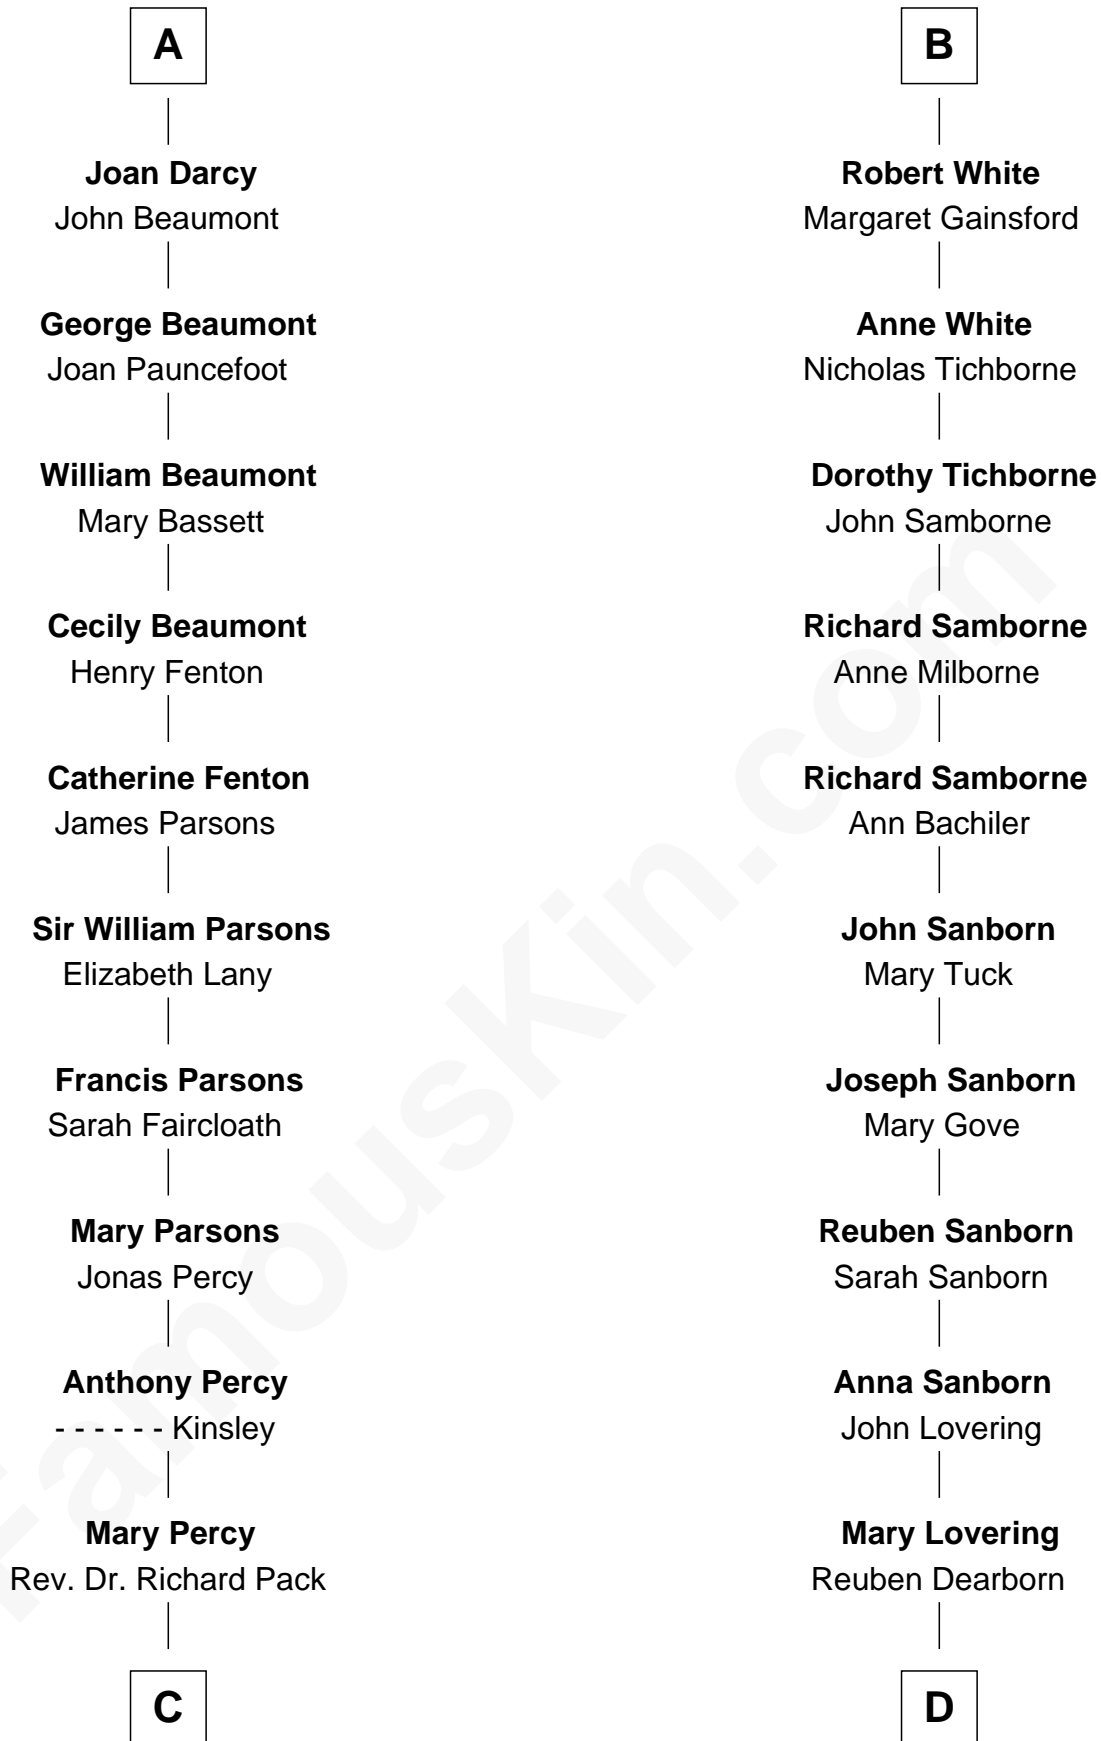 A
Joan Darcy
John Beaumont
George Beaumont
Joan Pauncefoot
William Beaumont
Mary Bassett
Cecily Beaumont
Henry Fenton
Catherine Fenton
James Parsons
Sir William Parsons
Elizabeth Lany
Francis Parsons
Sarah Faircloath
Mary Parsons
Jonas Percy
Anthony Percy
- - - - - - Kinsley
Mary Percy
Rev. Dr. Richard Pack
C
B
Robert White
Margaret Gainsford
Anne White
Nicholas Tichborne
Dorothy Tichborne
John Samborne
Richard Samborne
Anne Milborne
Richard Samborne
Ann Bachiler
John Sanborn
Mary Tuck
Joseph Sanborn
Mary Gove
Reuben Sanborn
Sarah Sanborn
Anna Sanborn
John Lovering
Mary Lovering
Reuben Dearborn
D
FamousKin.com